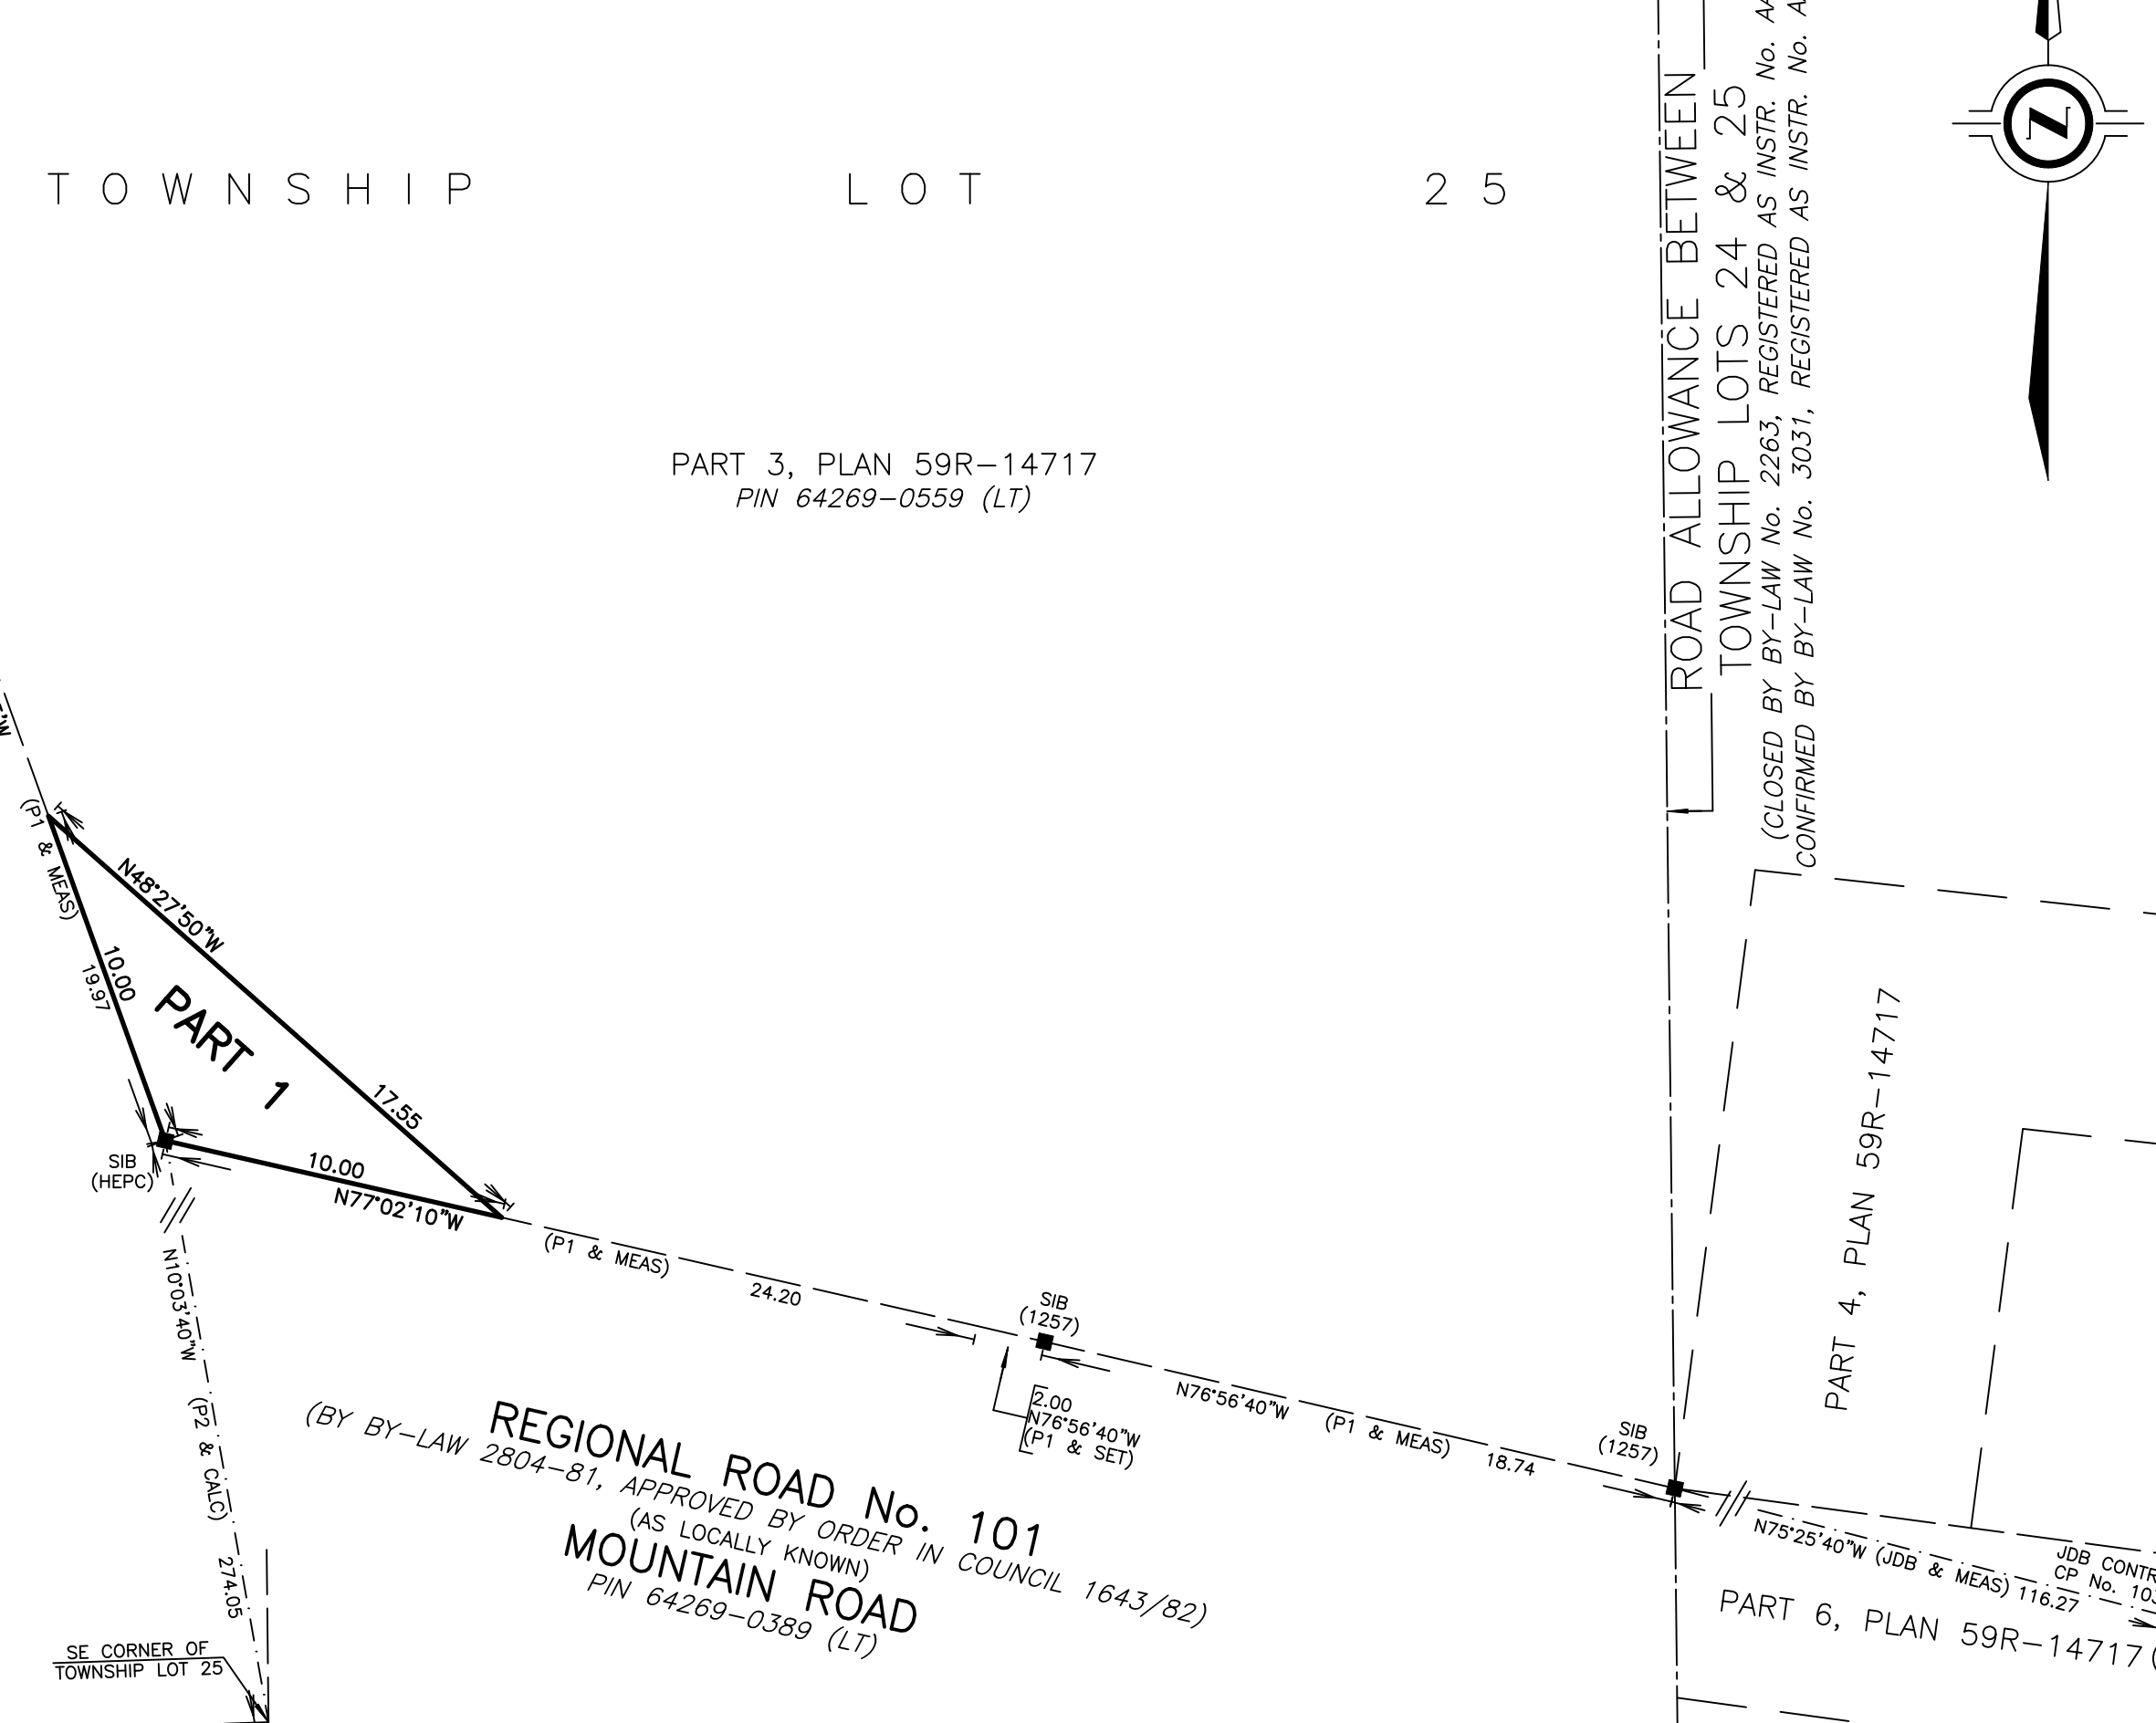 TOWNSHIP LOT 25
N
PART 3, PLAN 59R-14717
PIN 64269-0559 (LT)
ROAD ALLOWANCE BETWEEN
TOWNSHIP LOTS 24 & 25
(CLOSED BY BY-LAW No. 2263, REGISTERED AS INSTR. No.
CONFIRMED BY BY-LAW No. 3031, REGISTERED AS INSTR. No.
(P1 & MEAS)
N48°27'50"W
10.00
19.97
PART 1
17.55
SIB
(HEPC)
10.00
N77°02'10"W
(P1 & MEAS)
24.20
SIB
(1257)
2.00
N76°56'40"W
(P1 & SET)
N76°56'40"W (P1 & MEAS) 18.74
SIB
(1257)
PART 4, PLAN 59R-14717
N75°25'40"W (JDB & MEAS) 116.27
JDB
CP No.
PART 6, PLAN 59R-14717
N10°03'40"W (P2 & CALC) 274.05
REGIONAL ROAD No. 101
(BY BY-LAW 2804-81, APPROVED BY ORDER IN COUNCIL 1643/82)
(AS LOCALLY KNOWN)
MOUNTAIN ROAD
PIN 64269-0389 (LT)
SE CORNER OF
TOWNSHIP LOT 25